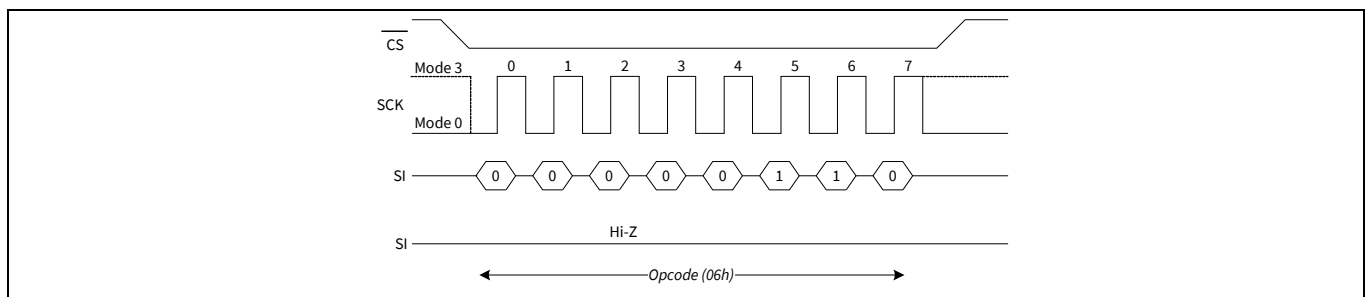 CS
Mode 3 0 1 2 3 4 5 6 7
SCK
Mode 0
SI 0 0 0 0 0 1 1 0
Hi-Z
SI
Opcode (06h)